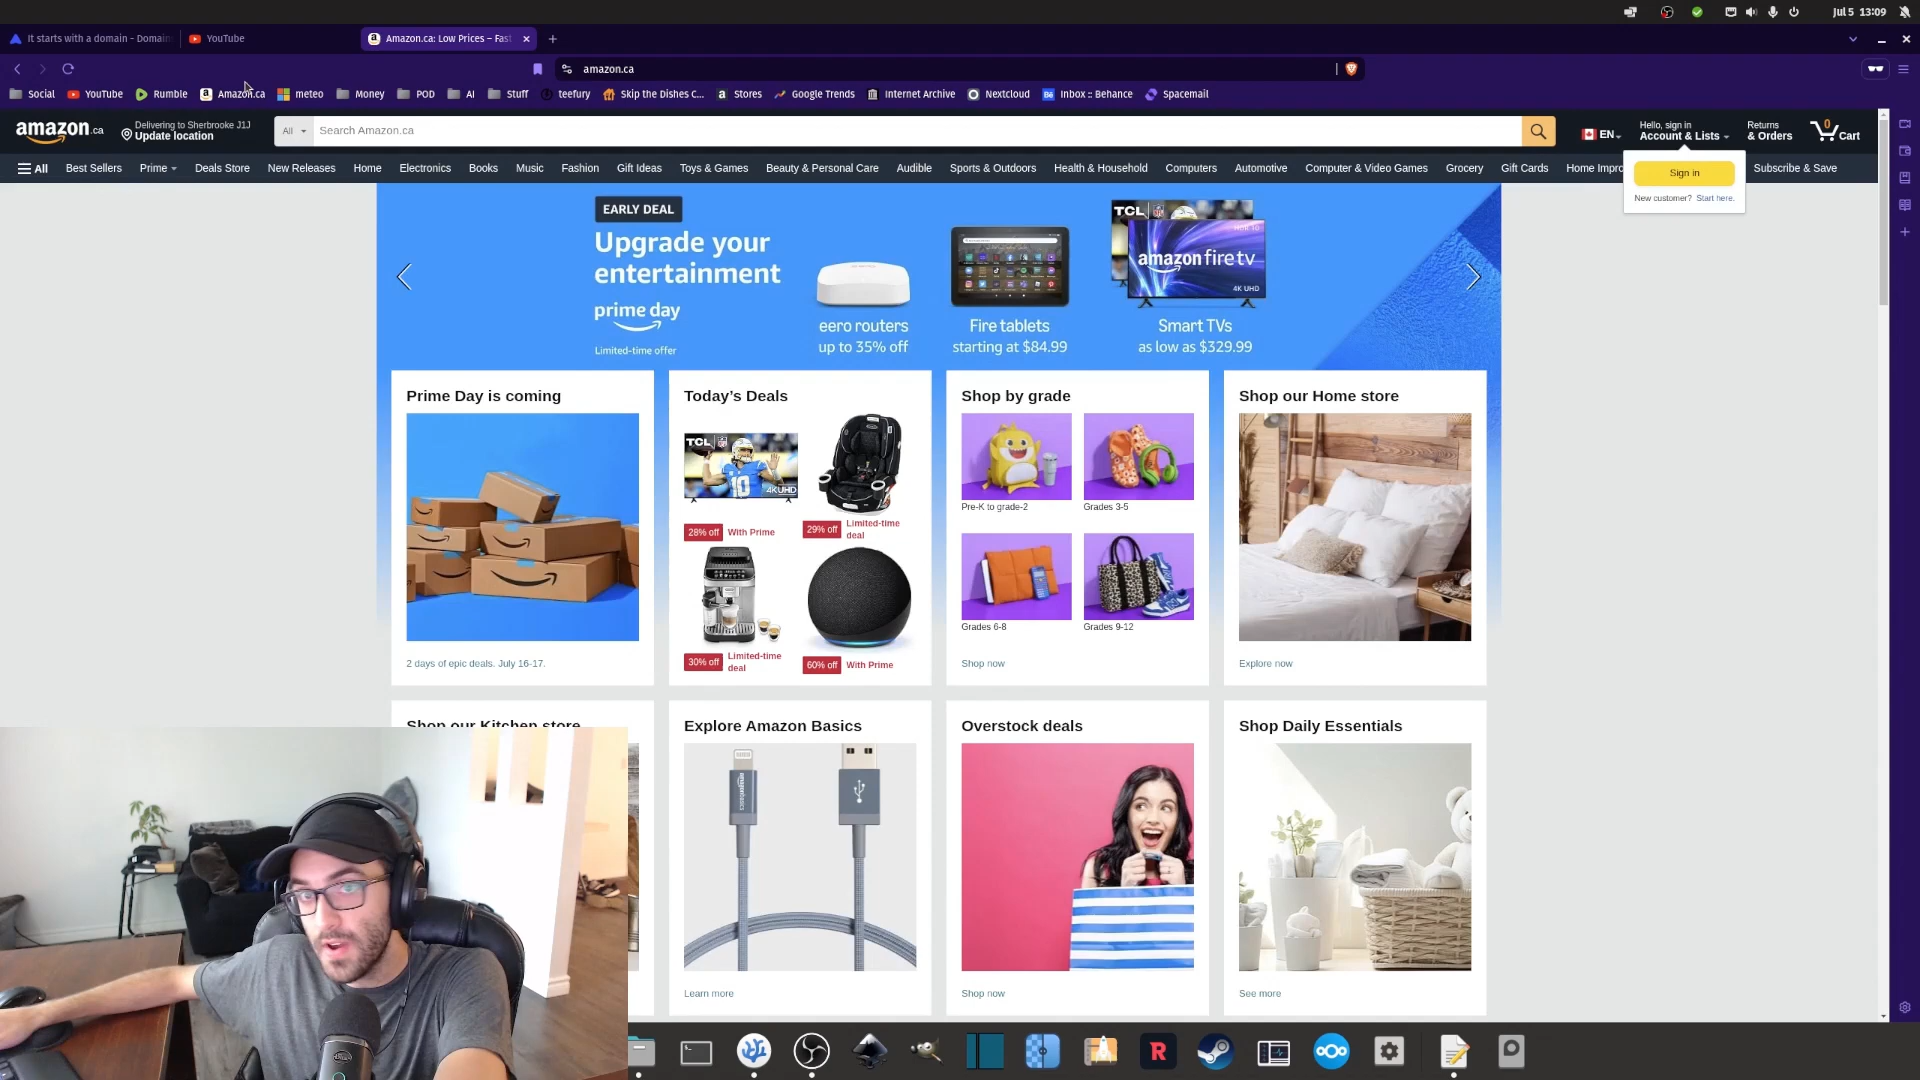 Jul 5 13:09
It starts with a domain - Domain
YouTube
Amazon.ca: Low Prices – Fast
amazon.ca
Social
YouTube
Rumble
Amazon.ca
meteo
Money
POD
AI
Stuff
teefury
Skip the Dishes C...
Stores
Google Trends
Internet Archive
Nextcloud
Inbox :: Behance
Spacemail
amazon.ca
Delivering to Sherbrooke J1J
Update location
All
Search Amazon.ca
EN
Hello, sign in
Account & Lists
Returns
& Orders
0
Cart
All
Best Sellers
Prime
Deals Store
New Releases
Home
Electronics
Books
Music
Fashion
Gift Ideas
Toys & Games
Beauty & Personal Care
Audible
Sports & Outdoors
Health & Household
Computers
Automotive
Computer & Video Games
Grocery
Gift Cards
Home Impro
Subscribe & Save
Sign in
New customer? Start here.
EARLY DEAL
Upgrade your
entertainment
prime day
Limited-time offer
eero routers
up to 35% off
Fire tablets
starting at $84.99
TCL
amazon firetv
4K UHD
Smart TVs
as low as $329.99
Prime Day is coming
2 days of epic deals. July 16-17.
Today's Deals
TCL
10
4K UHD
28% off With Prime
29% off Limited-time
deal
30% off Limited-time
deal
60% off With Prime
Shop by grade
Pre-K to grade-2
Grades 3-5
Grades 6-8
Grades 9-12
Shop now
Shop our Home store
Explore now
Shop our Kitchen store
Explore Amazon Basics
Learn more
Overstock deals
Shop now
Shop Daily Essentials
See more
R